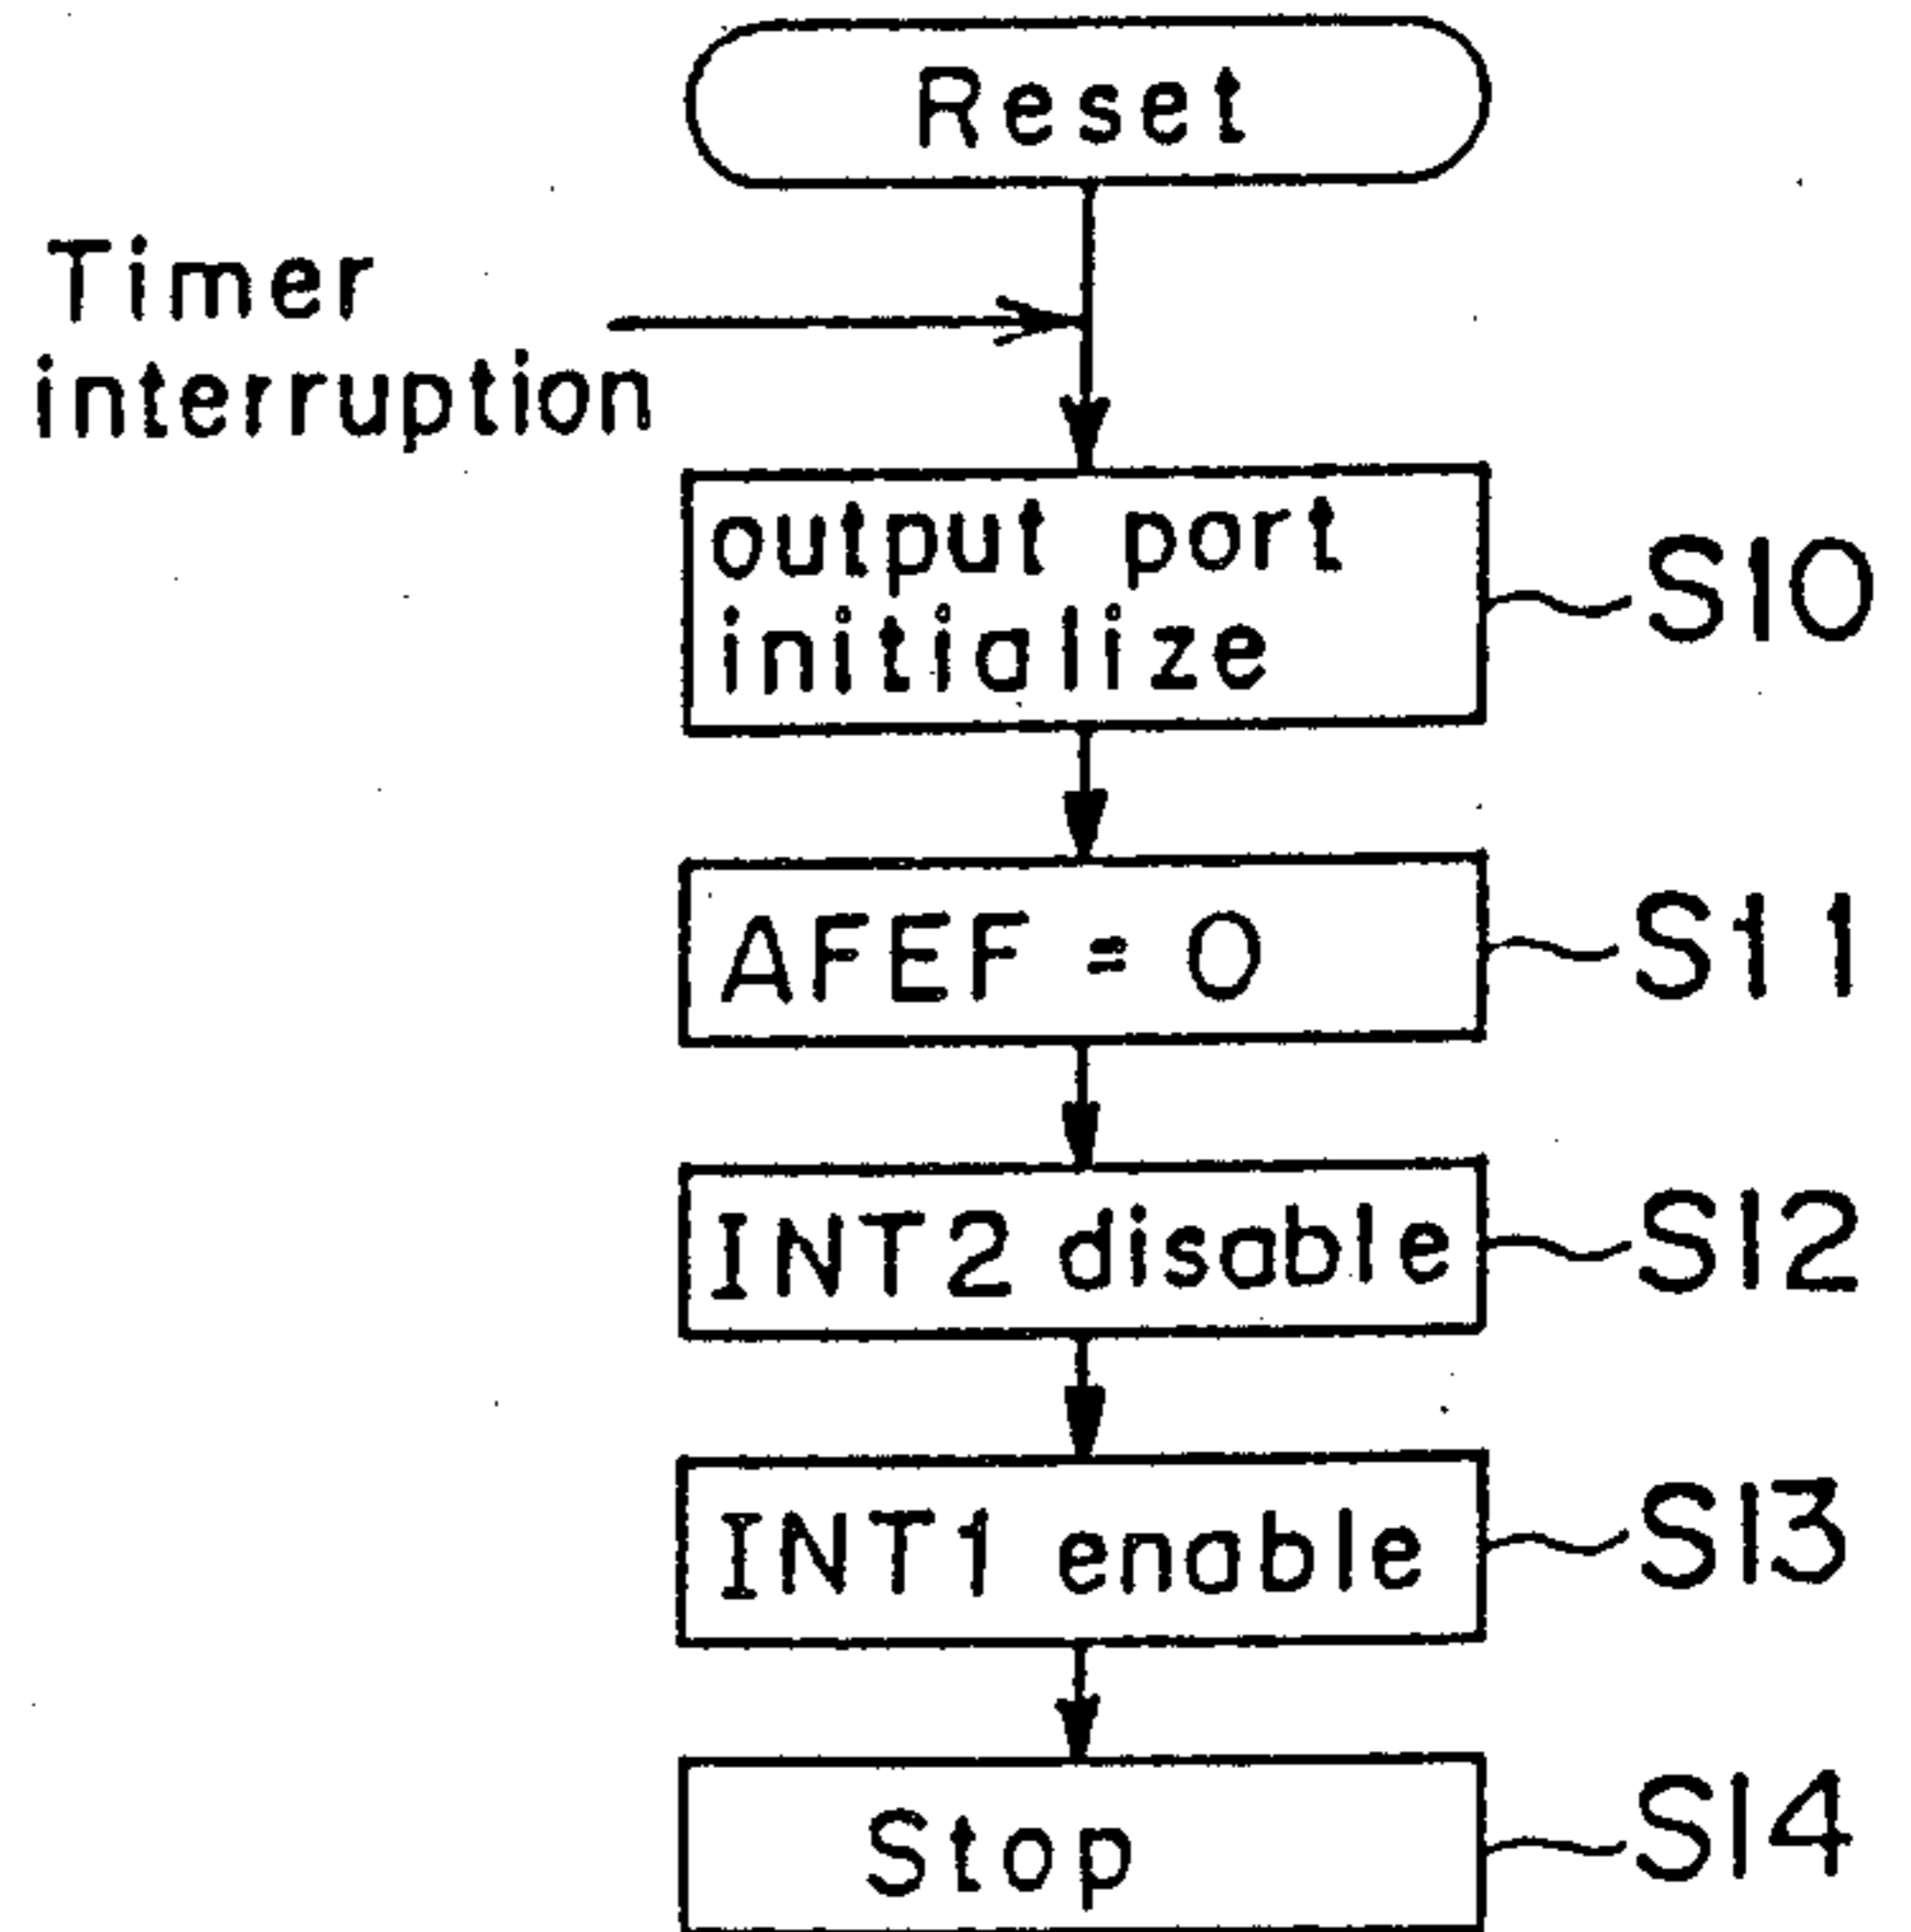 Reset
Timer
interruption
output port
initialize
S10
AFEF = 0
S11
INT2 disable
S12
INT1 enable
S13
Stop
S14